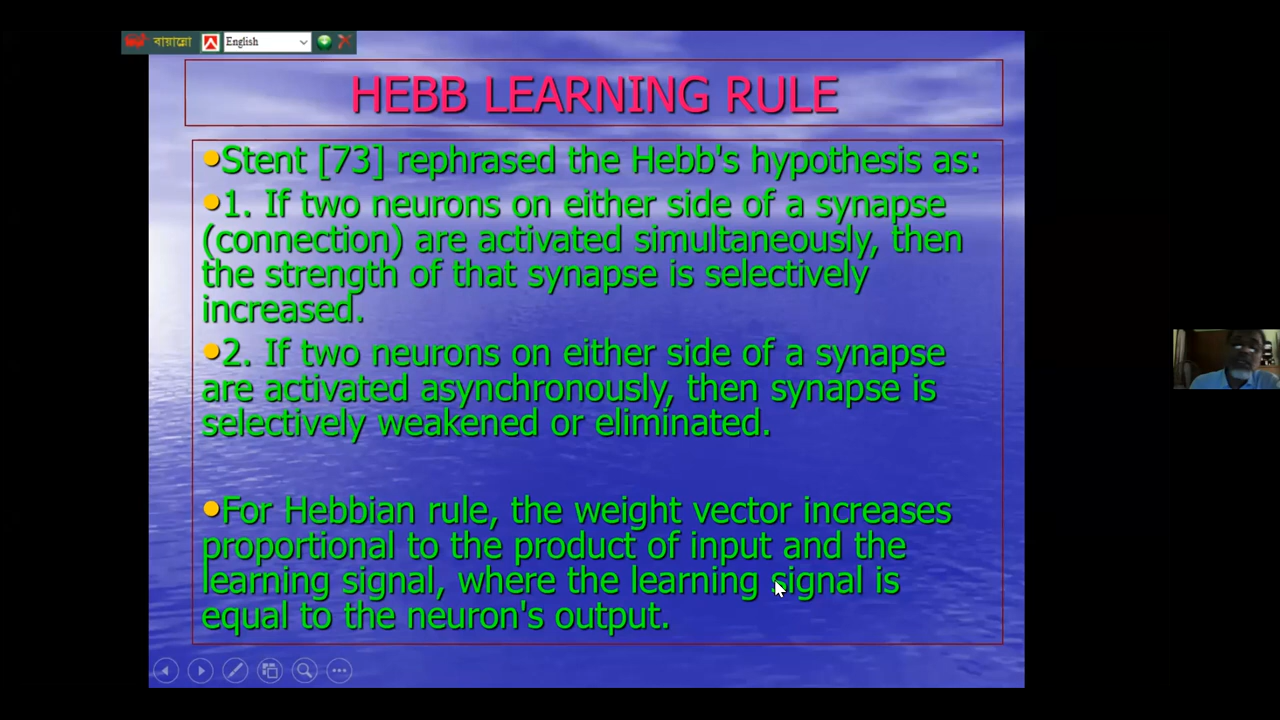 বায়ান্নো
English
HEBB LEARNING RULE
•Stent [73] rephrased the Hebb's hypothesis as:
•1. If two neurons on either side of a synapse
(connection) are activated simultaneously, then
the strength of that synapse is selectively
increased.
•2. If two neurons on either side of a synapse
are activated asynchronously, then synapse is
selectively weakened or eliminated.
•For Hebbian rule, the weight vector increases
proportional to the product of input and the
learning signal, where the learning signal is
equal to the neuron's output.